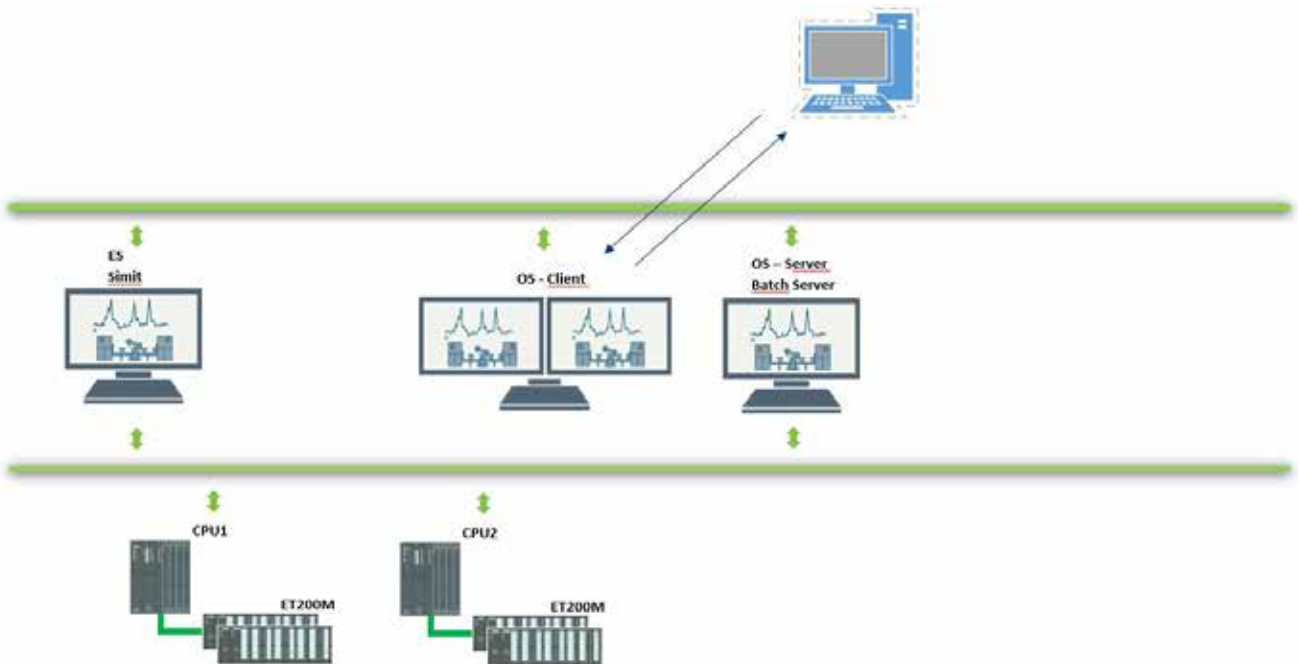 ES
Simit
OS - Client
OS – Server
Batch Server
CPU1
ET200M
CPU2
ET200M